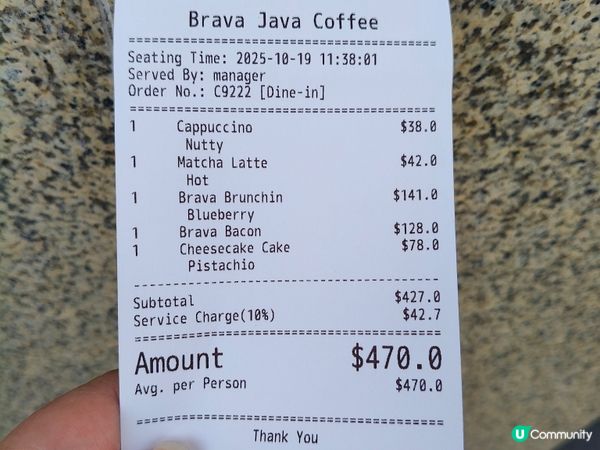 Brava Java Coffee
Seating Time: 2025-10-19 11:38:01
Served By: manager
Order No.: C9222 [Dine-in]
1 Cappuccino $38.0
Nutty
1 Matcha Latte $42.0
Hot
1 Brava Brunchin $141.0
Blueberry
1 Brava Bacon $128.0
1 Cheesecake Cake $78.0
Pistachio
Subtotal $427.0
Service Charge(10%) $42.7
Amount $470.0
Avg. per Person $470.0
Thank You
U Community